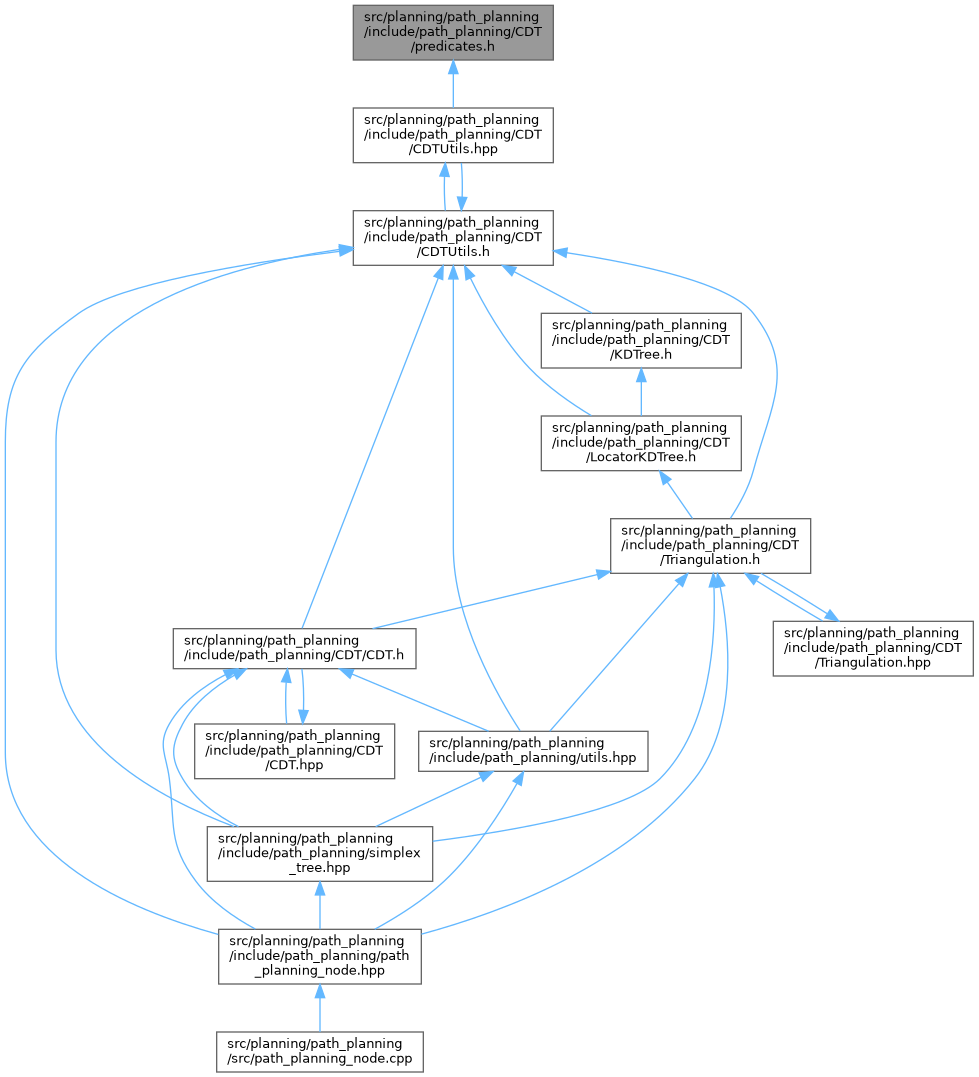 src/planning/path_planning
/include/path_planning/CDT
/predicates.h
src/planning/path_planning
/include/path_planning/CDT
/CDTUtils.hpp
src/planning/path_planning
/include/path_planning/CDT
/CDTUtils.h
src/planning/path_planning
/include/path_planning/CDT
/KDTree.h
src/planning/path_planning
/include/path_planning/CDT
/LocatorKDTree.h
src/planning/path_planning
/include/path_planning/CDT
/Triangulation.h
src/planning/path_planning
/include/path_planning/CDT/CDT.h
src/planning/path_planning
/include/path_planning/CDT
/Triangulation.hpp
src/planning/path_planning
/include/path_planning/CDT
/CDT.hpp
src/planning/path_planning
/include/path_planning/utils.hpp
src/planning/path_planning
/include/path_planning/simplex
_tree.hpp
src/planning/path_planning
/include/path_planning/path
_planning_node.hpp
src/planning/path_planning
/src/path_planning_node.cpp